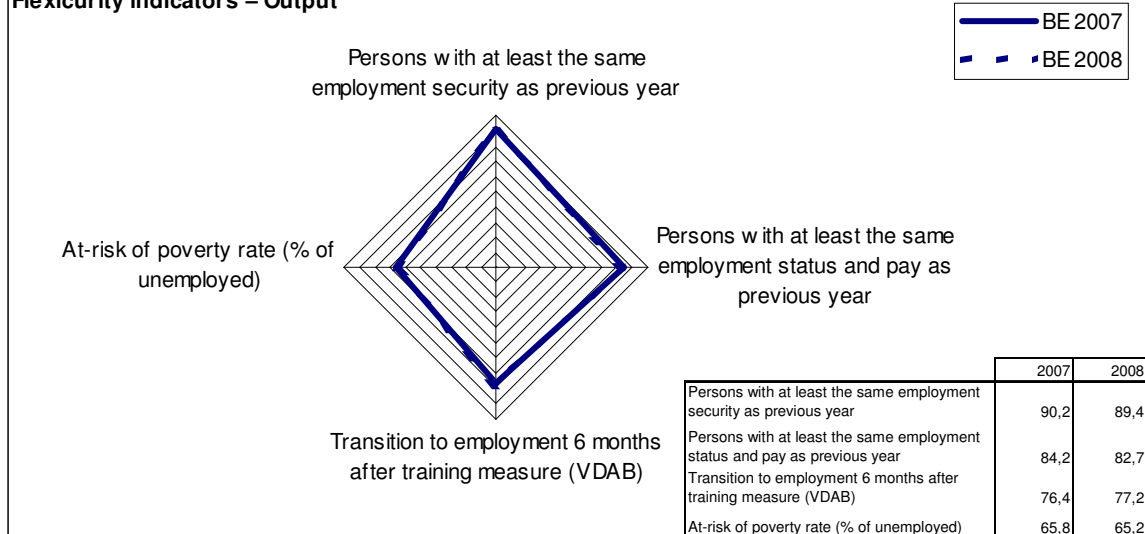 Flexicurity indicators – Output
BE 2007
BE 2008
Persons with at least the same
employment security as previous year
At-risk of poverty rate (% of
unemployed)
Persons with at least the same
employment status and pay as
previous year
Transition to employment 6 months
after training measure (VDAB)
2007 2008
Persons with at least the same employment
security as previous year 90,2 89,4
Persons with at least the same employment
status and pay as previous year 84,2 82,7
Transition to employment 6 months after
training measure (VDAB) 76,4 77,2
At-risk of poverty rate (% of unemployed) 65,8 65,2